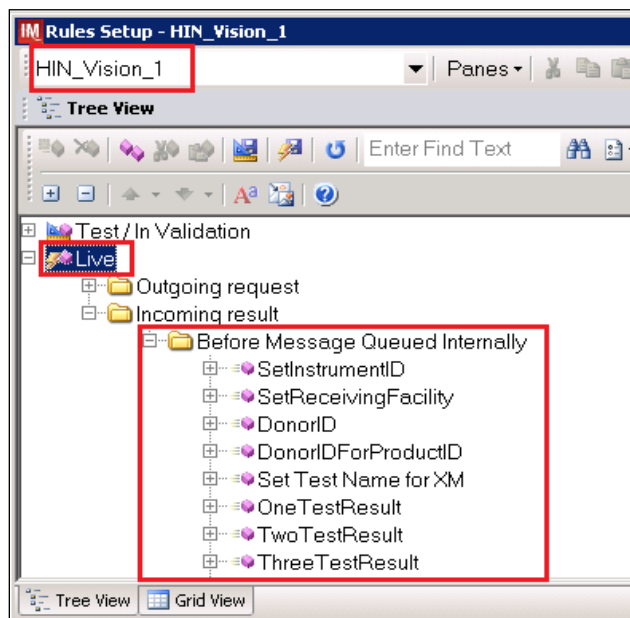 IM Rules Setup - HIN_Vision_1
HIN_Vision_1 Panes
Tree View
Enter Find Text
Aa
Test / In Validation
Live
Outgoing request
Incoming result
Before Message Queued Internally
SetInstrumentID
SetReceivingFacility
DonorID
DonorIDForProductID
Set Test Name for XM
OneTestResult
TwoTestResult
ThreeTestResult
Tree View Grid View